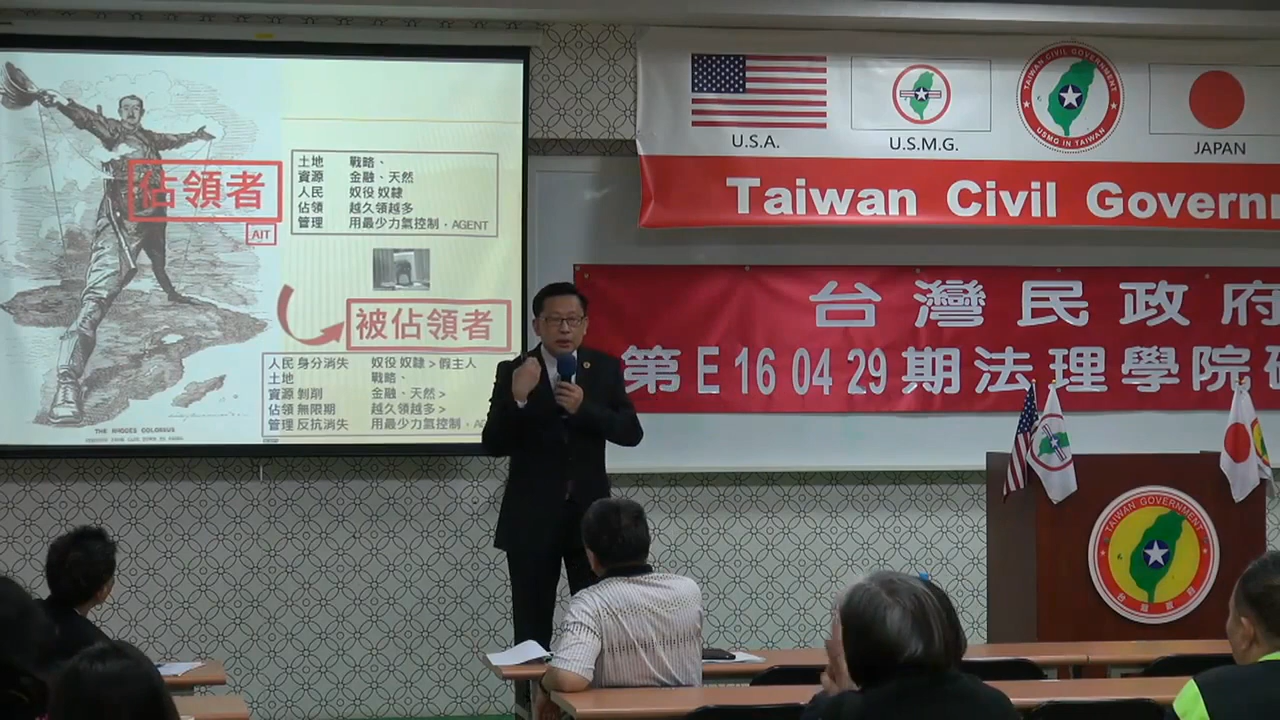 佔領者
AIT
土地 戰略、
資源 金融、天然
人民 奴役 奴隸
佔領 越久領越多
管理 用最少力氣控制，AGENT
被佔領者
人民 身分消失 奴役 奴隸 > 假主人
土地 戰略、
資源 剝削 金融、天然 >
佔領 無限期 越久領越多 >
管理 反抗消失 用最少力氣控制，
THE RHODES COLOSSUS
U.S.A.
U.S.M.G.
TAIWAN CIVIL GOVERNMENT
USMG IN TAIWAN
JAPAN
Taiwan Civil Governm
台灣民政府
第E 16 04 29 期法理學院研
TAIWAN GOVERNMENT
台灣政府